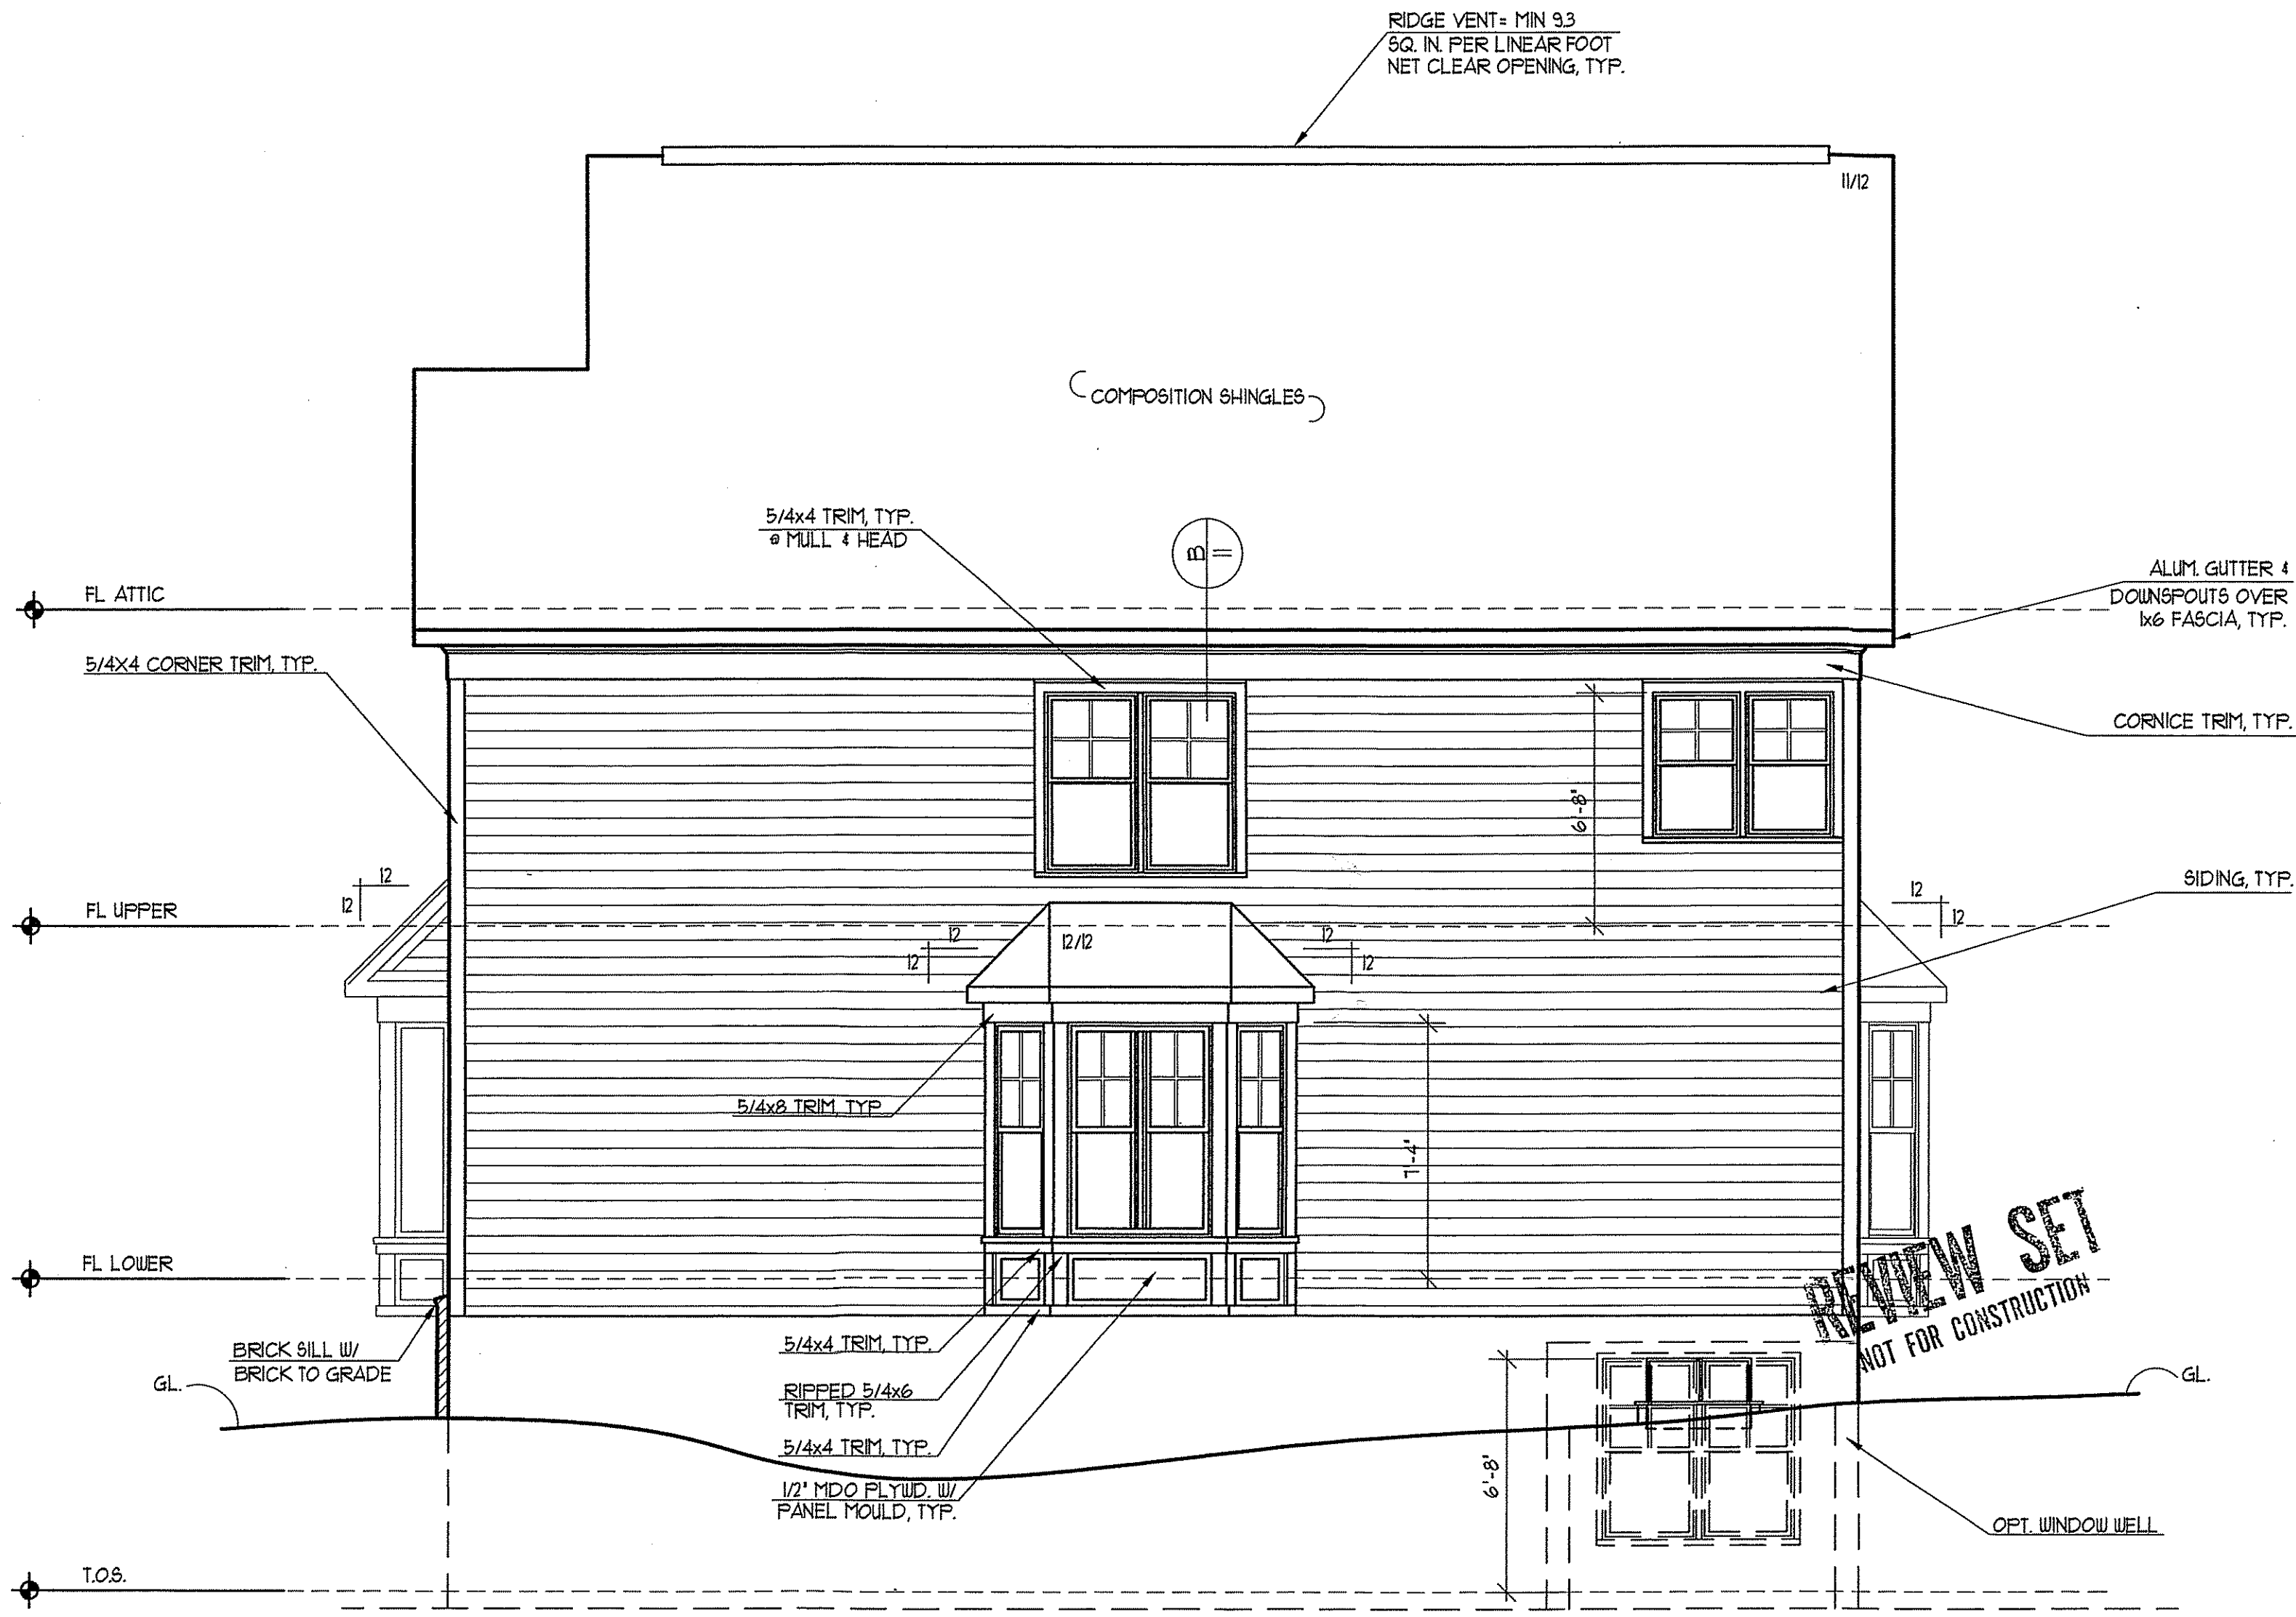 RIDGE VENT= MIN 9.3
SQ. IN. PER LINEAR FOOT
NET CLEAR OPENING, TYP.
11/12
COMPOSITION SHINGLES
5/4x4 TRIM, TYP.
@ MULL & HEAD
B
11
FL ATTIC
ALUM. GUTTER &
DOWNSPOUTS OVER
1x6 FASCIA, TYP.
5/4X4 CORNER TRIM, TYP.
CORNICE TRIM, TYP.
6'-8"
12
12
SIDING, TYP.
12
12
FL UPPER
12
12
12/12
12
12
5/4x8 TRIM, TYP
7'-4"
FL LOWER
REVIEW SET
NOT FOR CONSTRUCTION
BRICK SILL W/
BRICK TO GRADE
GL.
5/4x4 TRIM, TYP.
RIPPED 5/4x6
TRIM, TYP.
5/4x4 TRIM, TYP.
1/2" MDO PLYWD. W/
PANEL MOULD, TYP.
GL.
6'-8"
OPT. WINDOW WELL
T.O.S.